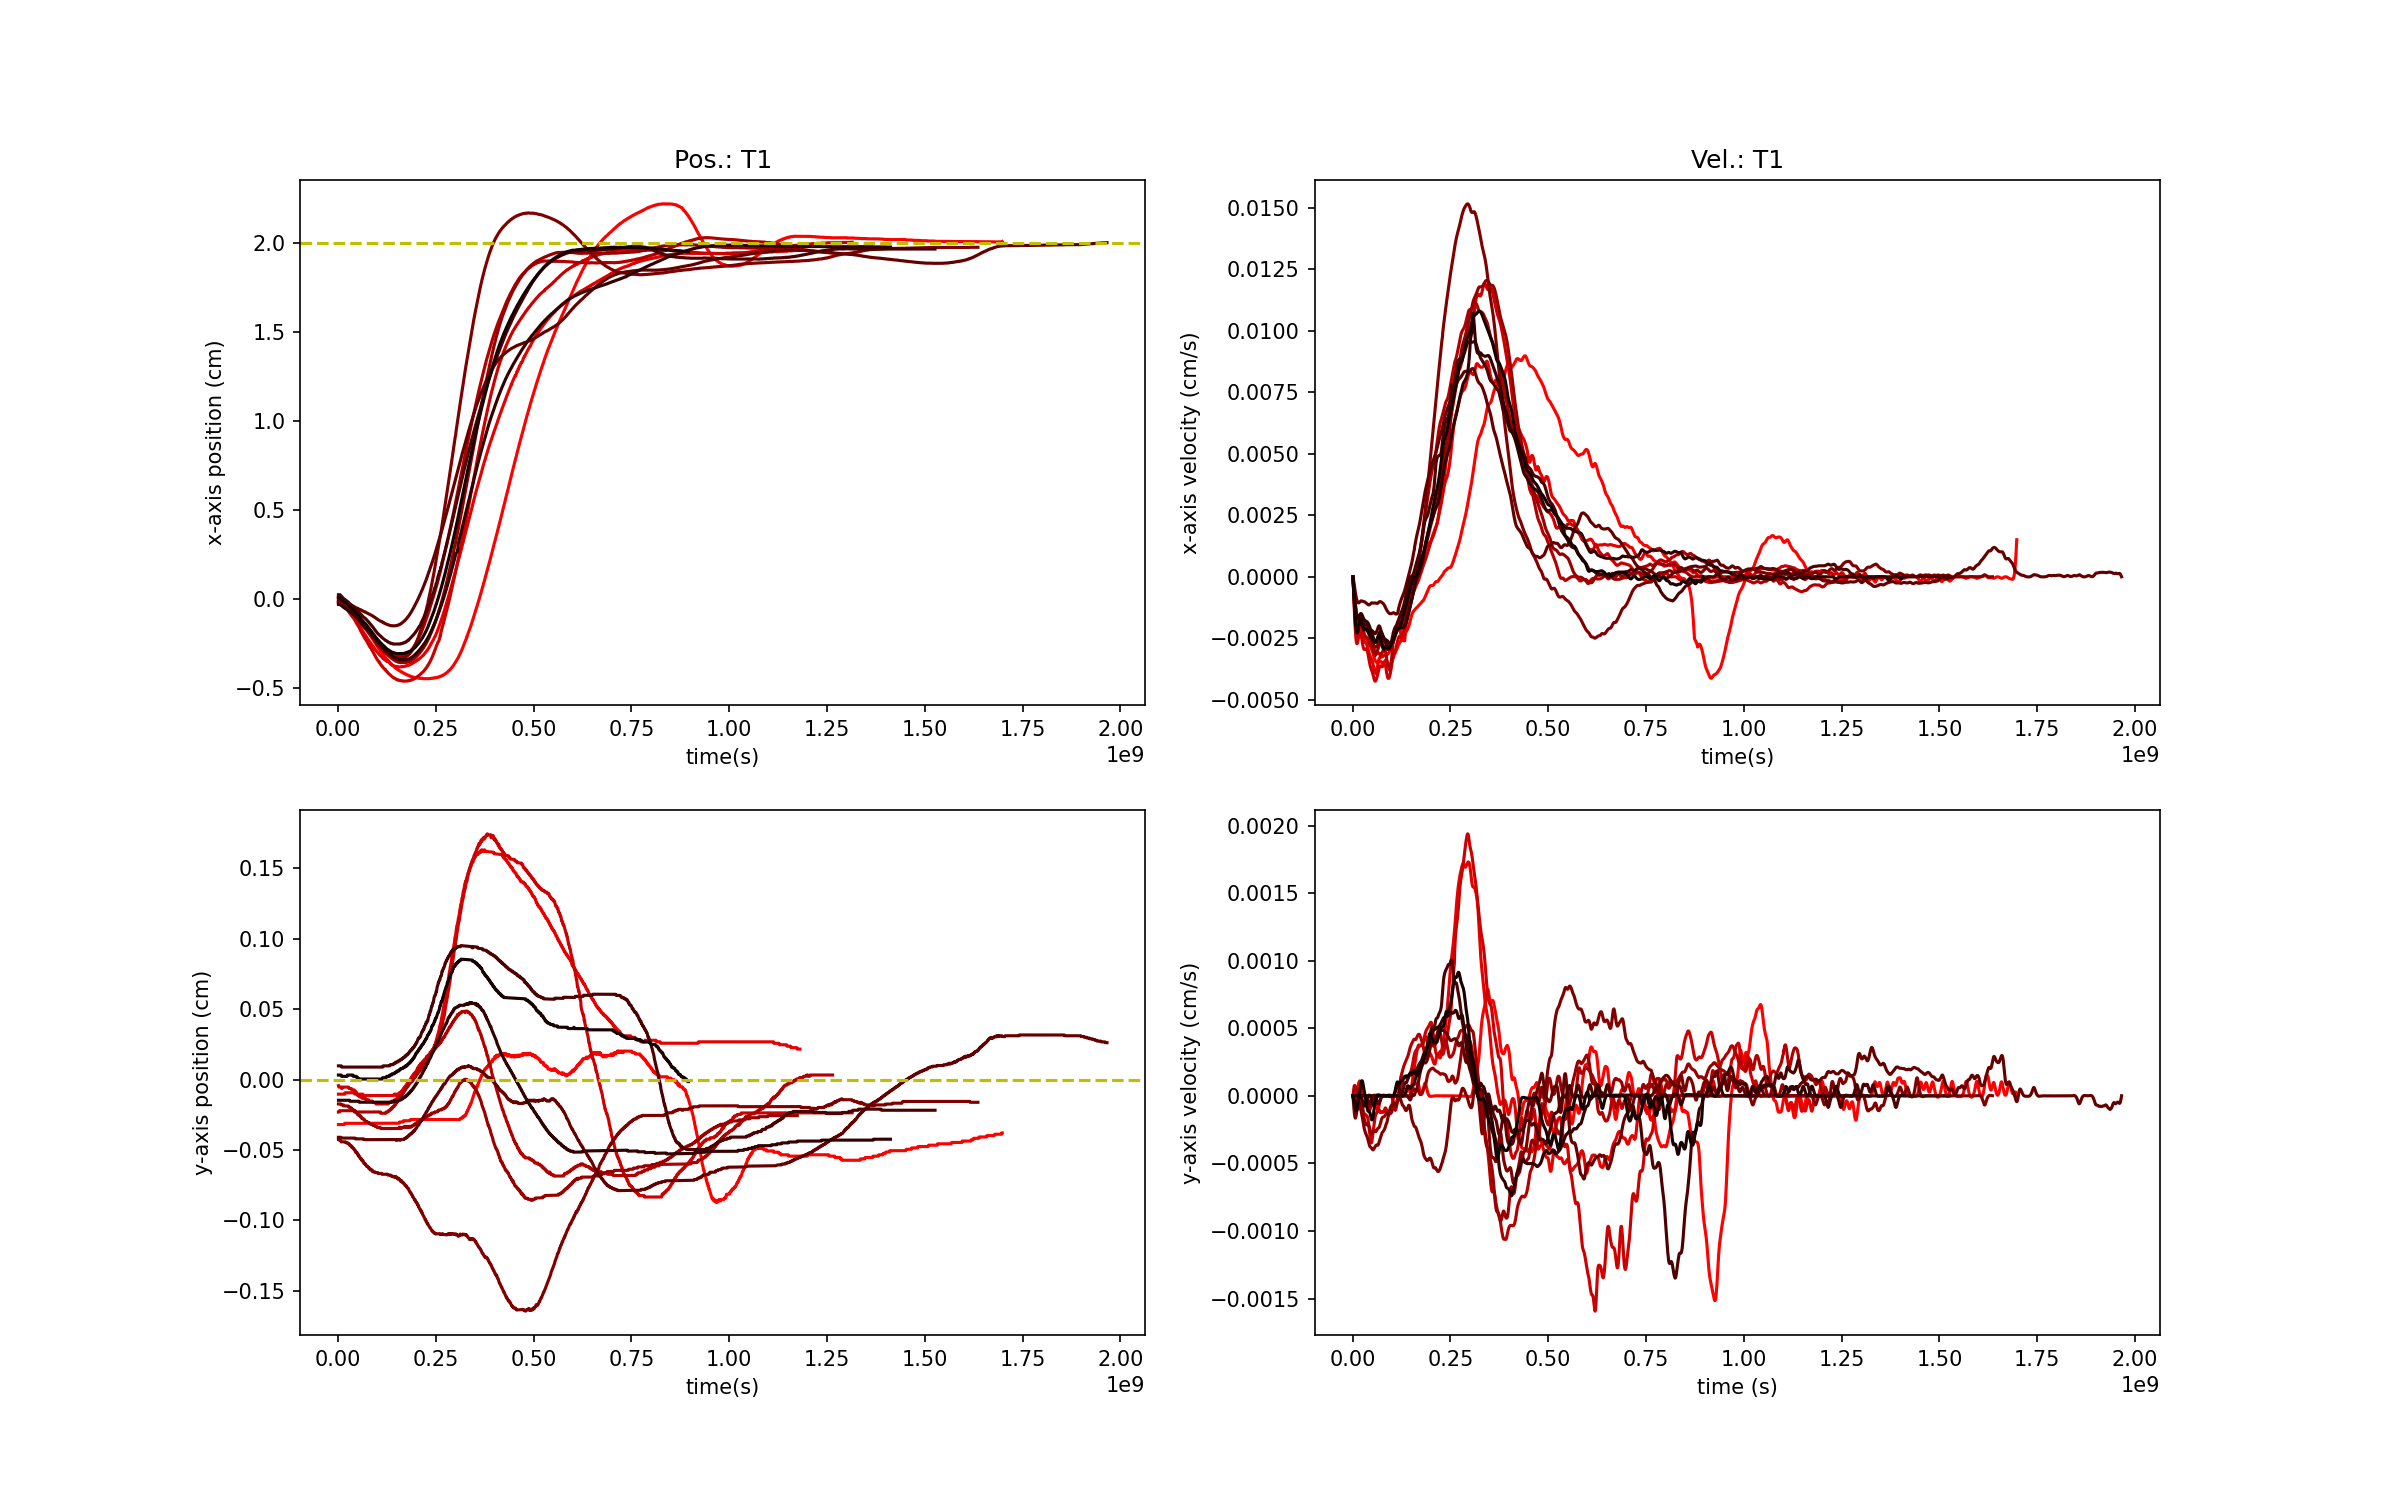 Pos.: T1
Vel.: T1
x-axis position (cm)
2.0
1.5
1.0
0.5
0.0
−0.5
0.00 0.25 0.50 0.75 1.00 1.25 1.50 1.75 2.00
time(s)
1e9
x-axis velocity (cm/s)
0.0150
0.0125
0.0100
0.0075
0.0050
0.0025
0.0000
−0.0025
−0.0050
0.00 0.25 0.50 0.75 1.00 1.25 1.50 1.75 2.00
time(s)
1e9
y-axis position (cm)
0.15
0.10
0.05
0.00
−0.05
−0.10
−0.15
0.00 0.25 0.50 0.75 1.00 1.25 1.50 1.75 2.00
time(s)
1e9
y-axis velocity (cm/s)
0.0020
0.0015
0.0010
0.0005
0.0000
−0.0005
−0.0010
−0.0015
0.00 0.25 0.50 0.75 1.00 1.25 1.50 1.75 2.00
time (s)
1e9